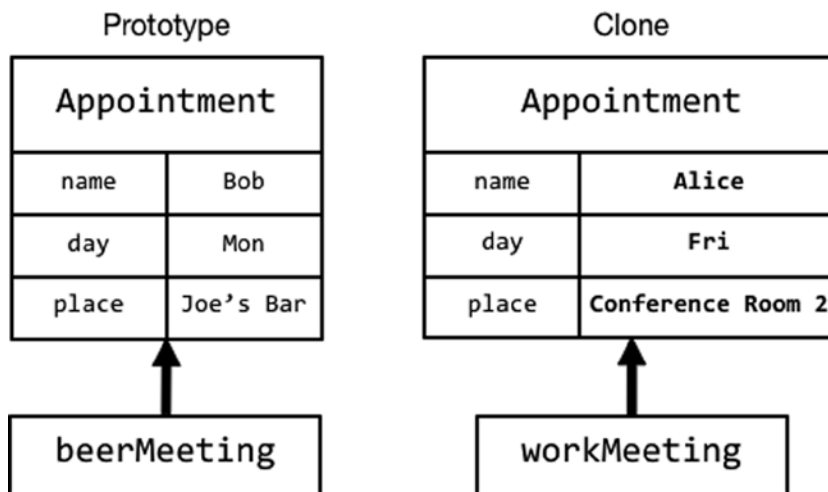 Prototype
Clone
Appointment
Appointment
name Bob
name Alice
day Mon
day Fri
place Joe’s Bar
place Conference Room 2
beerMeeting
workMeeting